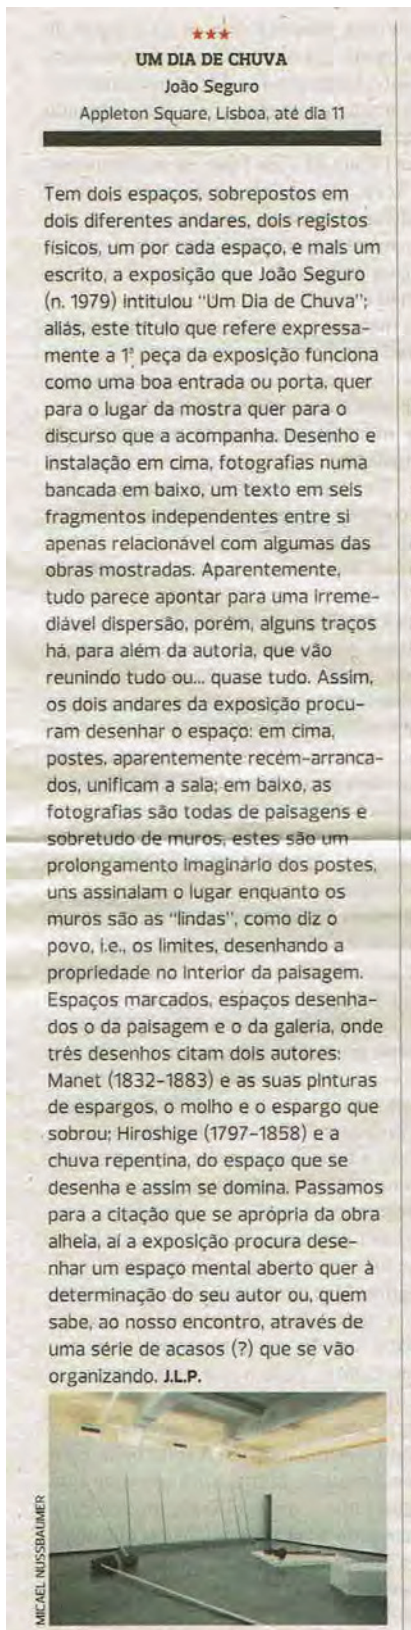 ★★★
UM DIA DE CHUVA
João Seguro
Appleton Square, Lisboa, até dia 11
Tem dois espaços, sobrepostos em
dois diferentes andares, dois registos
físicos, um por cada espaço, e mais um
escrito, a exposição que João Seguro
(n. 1979) intitulou “Um Dia de Chuva”;
aliás, este título que refere expressa-
mente a 1ª peça da exposição funciona
como uma boa entrada ou porta, quer
para o lugar da mostra quer para o
discurso que a acompanha. Desenho e
instalação em cima, fotografias numa
bancada em baixo, um texto em seis
fragmentos independentes entre si
apenas relacionável com algumas das
obras mostradas. Aparentemente,
tudo parece apontar para uma irreme-
diável dispersão, porém, alguns traços
há, para além da autoria, que vão
reunindo tudo ou... quase tudo. Assim,
os dois andares da exposição procu-
ram desenhar o espaço: em cima,
postes, aparentemente recém-arranca-
dos, unificam a sala; em baixo, as
fotografias são todas de paisagens e
sobretudo de muros, estes são um
prolongamento imaginário dos postes,
uns assinalam o lugar enquanto os
muros são as “lindas”, como diz o
povo, i.e., os limites, desenhando a
propriedade no interior da paisagem.
Espaços marcados, espaços desenha-
dos o da paisagem e o da galeria, onde
três desenhos citam dois autores:
Manet (1832-1883) e as suas pinturas
de espargos, o molho e o espargo que
sobrou; Hiroshige (1797-1858) e a
chuva repentina, do espaço que se
desenha e assim se domina. Passamos
para a citação que se aprópria da obra
alheia, aí a exposição procura dese-
nhar um espaço mental aberto quer à
determinação do seu autor ou, quem
sabe, ao nosso encontro, através de
uma série de acasos (?) que se vão
organizando. J.L.P.
MICAEL NUSSBAUMER